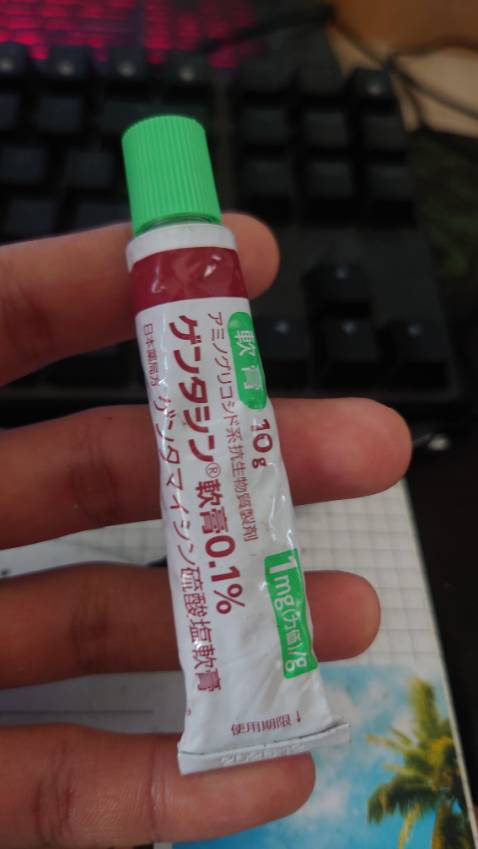 軟膏
10g
アミノグリコシド系抗生物質製剤
ゲンタシン®軟膏0.1%
日本薬局方 ゲンタマイシン硫酸塩軟膏
1mg(力価)/g
使用期限↑